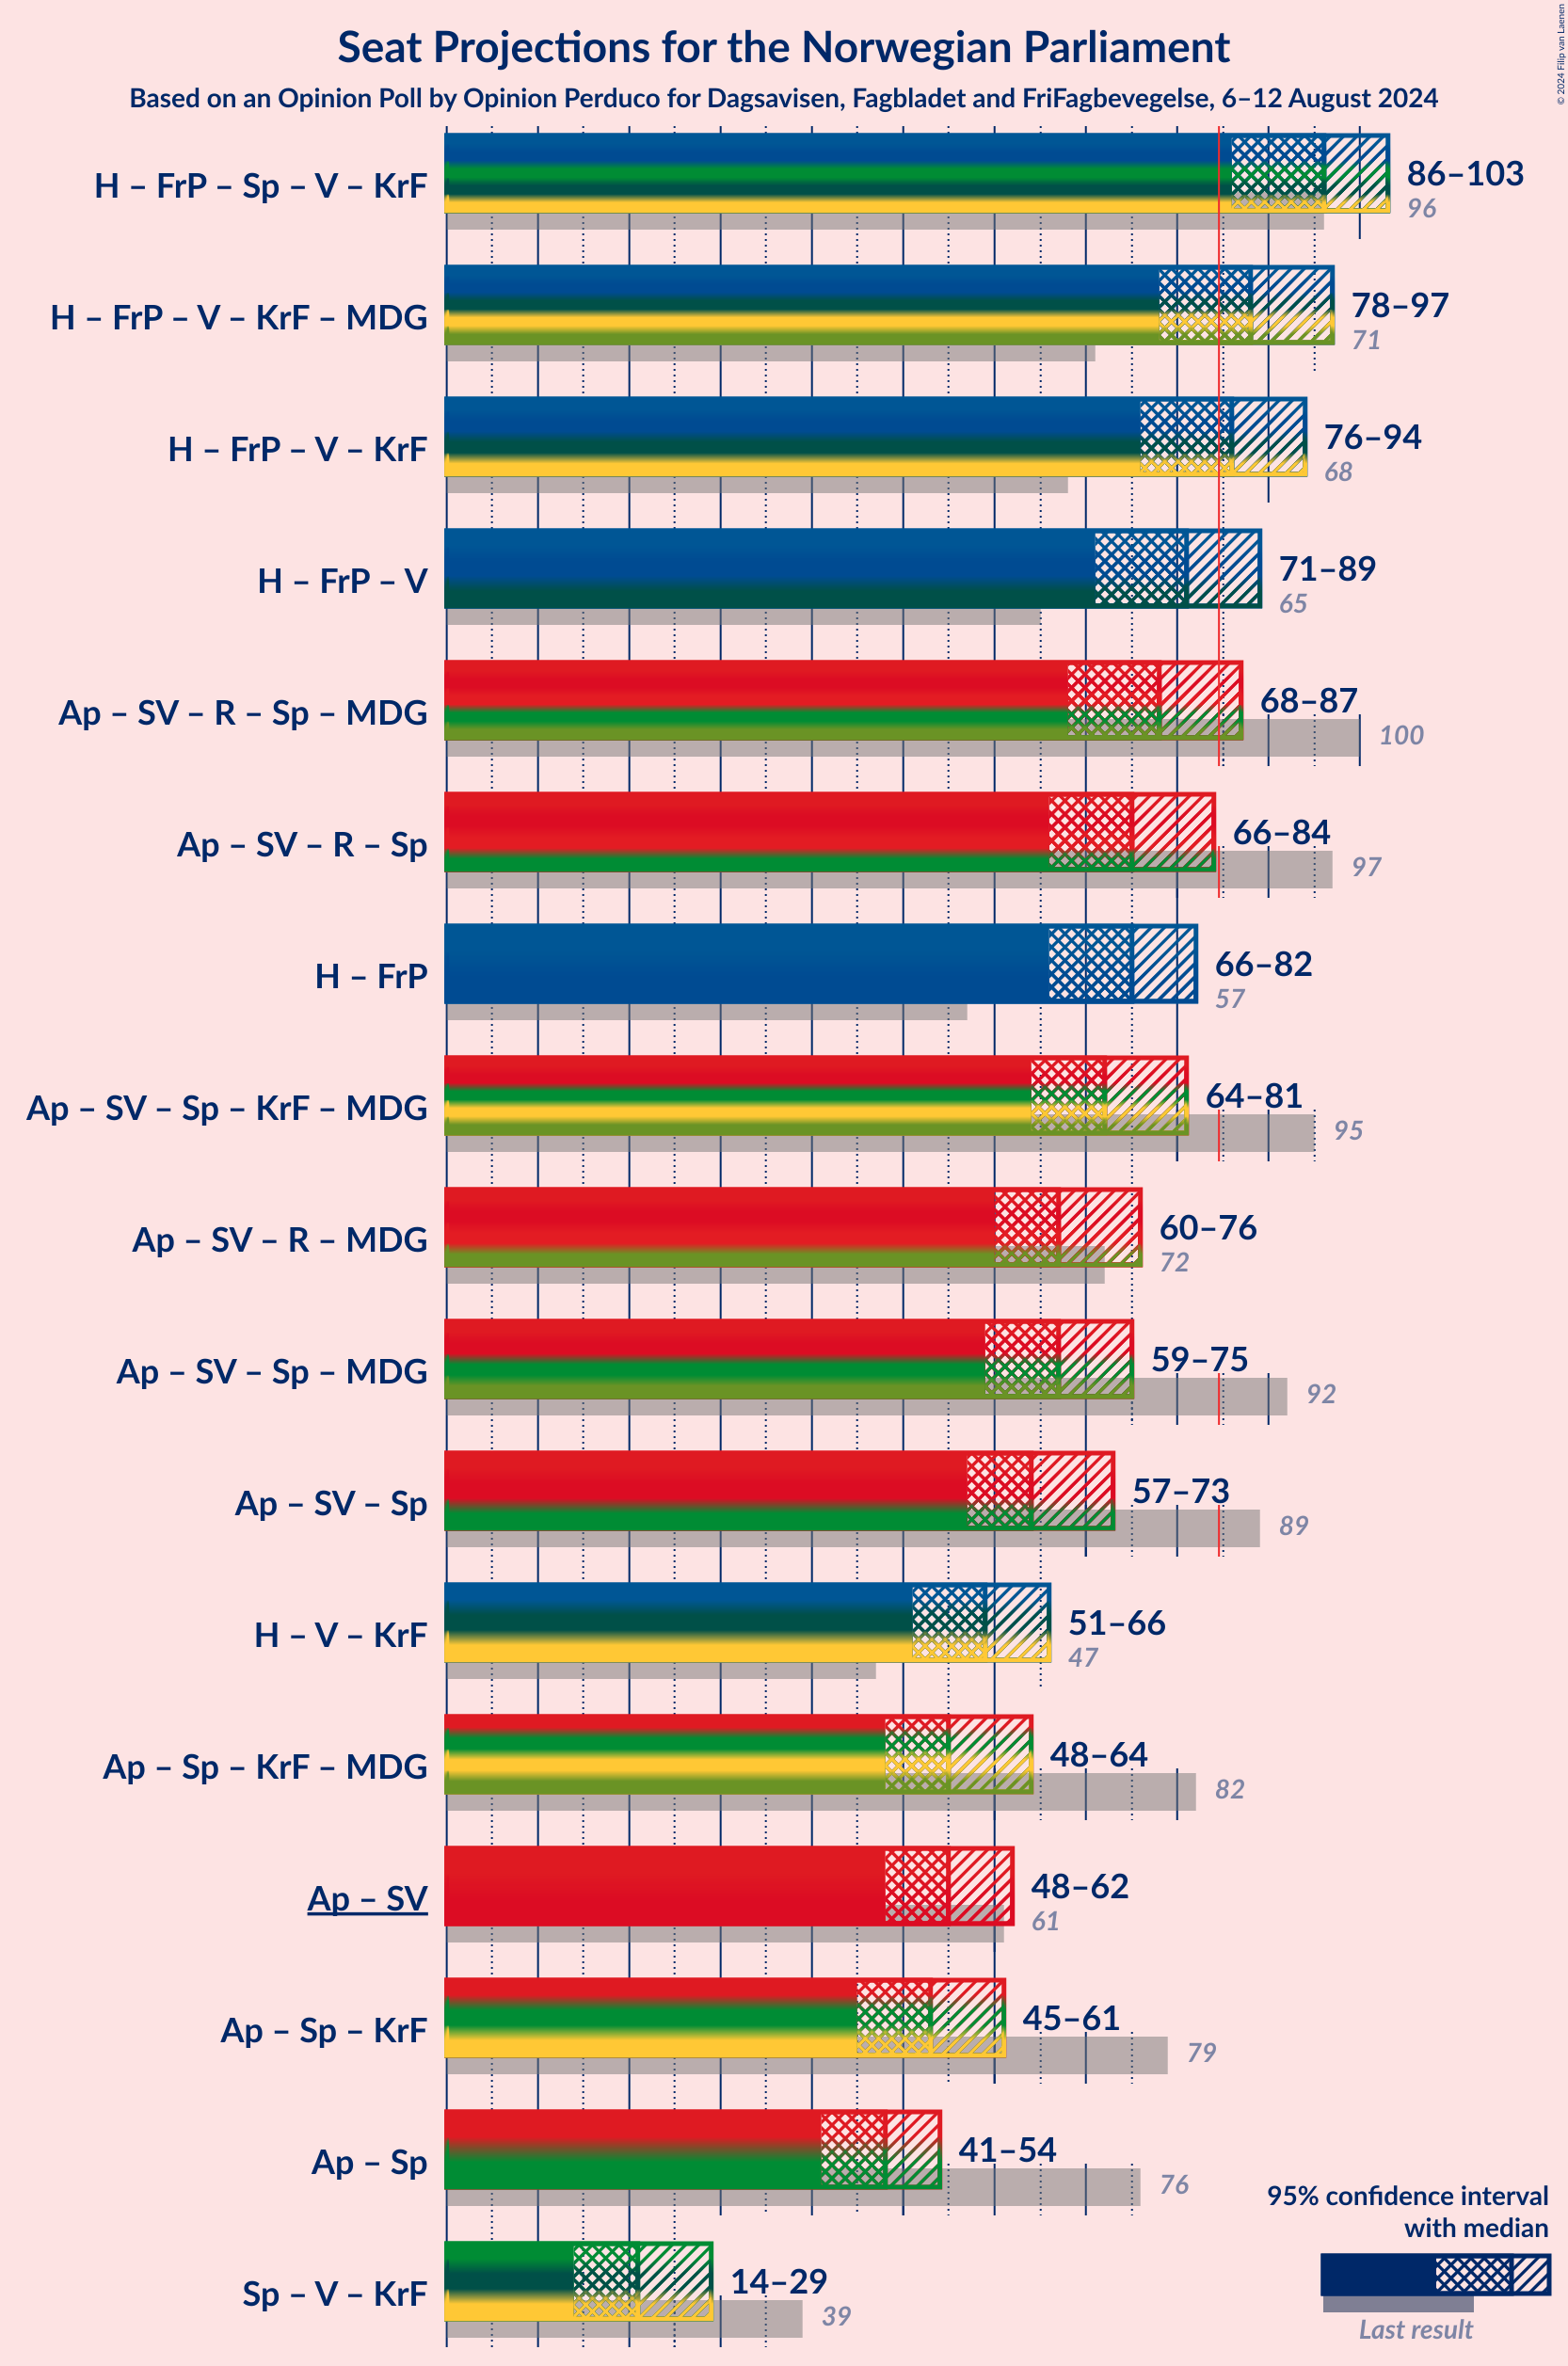 Seat Projections for the Norwegian Parliament
Based on an Opinion Poll by Opinion Perduco for Dagsavisen, Fagbladet and FriFagbevegelse, 6–12 August 2024
© 2024 Filip van Laenen
H – FrP – Sp – V – KrF
86–103
96
H – FrP – V – KrF – MDG
78–97
71
H – FrP – V – KrF
76–94
68
H – FrP – V
71–89
65
Ap – SV – R – Sp – MDG
68–87
100
Ap – SV – R – Sp
66–84
97
H – FrP
66–82
57
Ap – SV – Sp – KrF – MDG
64–81
95
Ap – SV – R – MDG
60–76
72
Ap – SV – Sp – MDG
59–75
92
Ap – SV – Sp
57–73
89
H – V – KrF
51–66
47
Ap – Sp – KrF – MDG
48–64
82
Ap – SV
48–62
61
Ap – Sp – KrF
45–61
79
Ap – Sp
41–54
76
Sp – V – KrF
14–29
39
95% confidence interval
with median
Last result